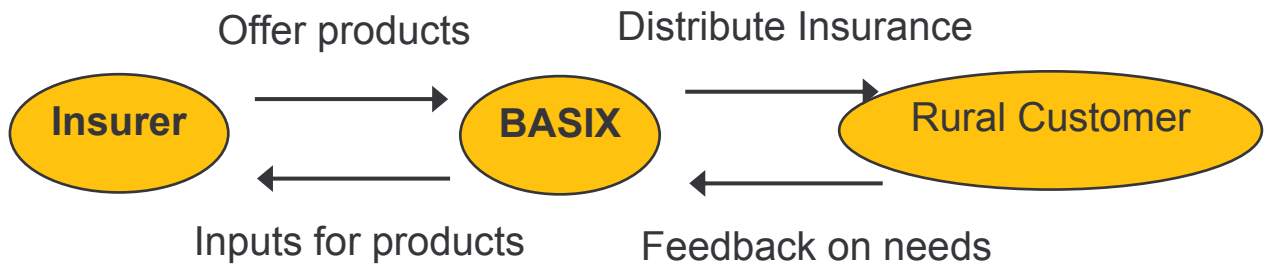 Offer products
Distribute Insurance
Insurer
BASIX
Rural Customer
Inputs for products
Feedback on needs